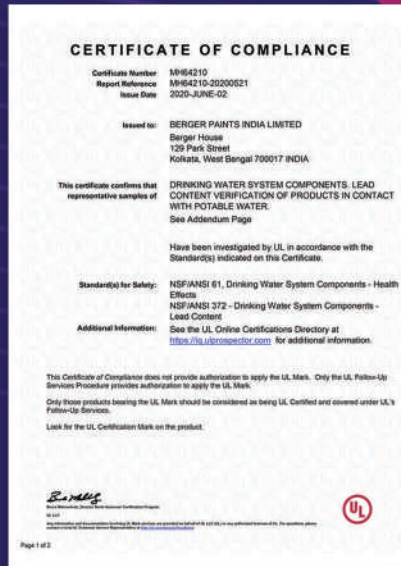 CERTIFICATE OF COMPLIANCE
Certificate Number MH64210
Report Reference MH64210-20200521
Issue Date 2020-JUNE-02
Issued to: BERGER PAINTS INDIA LIMITED
Berger House
129 Park Street
Kolkata, West Bengal 700017 INDIA
This certificate confirms that DRINKING WATER SYSTEM COMPONENTS. LEAD
representative samples of CONTENT VERIFICATION OF PRODUCTS IN CONTACT
WITH POTABLE WATER.
See Addendum Page
Have been investigated by UL in accordance with the
Standard(s) indicated on this Certificate.
Standard(s) for Safety: NSF/ANSI 61, Drinking Water System Components - Health
Effects
NSF/ANSI 372 - Drinking Water System Components -
Lead Content
Additional Information: See the UL Online Certifications Directory at
https://iq.ulprospector.com for additional information.
This Certificate of Compliance does not provide authorization to apply the UL Mark. Only the UL Follow-Up
Services Procedure provides authorization to apply the UL Mark.
Only those products bearing the UL Mark should be considered as being UL Certified and covered under UL's
Follow-Up Services.
Look for the UL Certification Mark on the product.
UL LLC
UL
Page 1 of 2